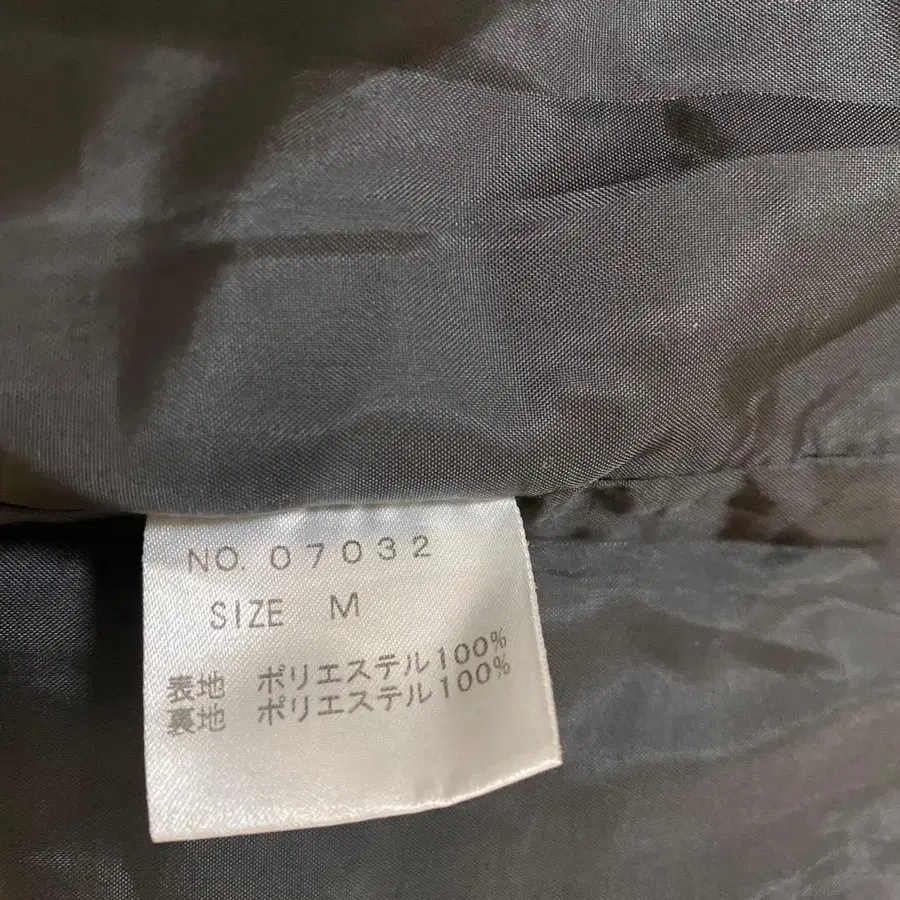 NO. 07032
SIZE M
表地 ポリエステル100%
裏地 ポリエステル100%